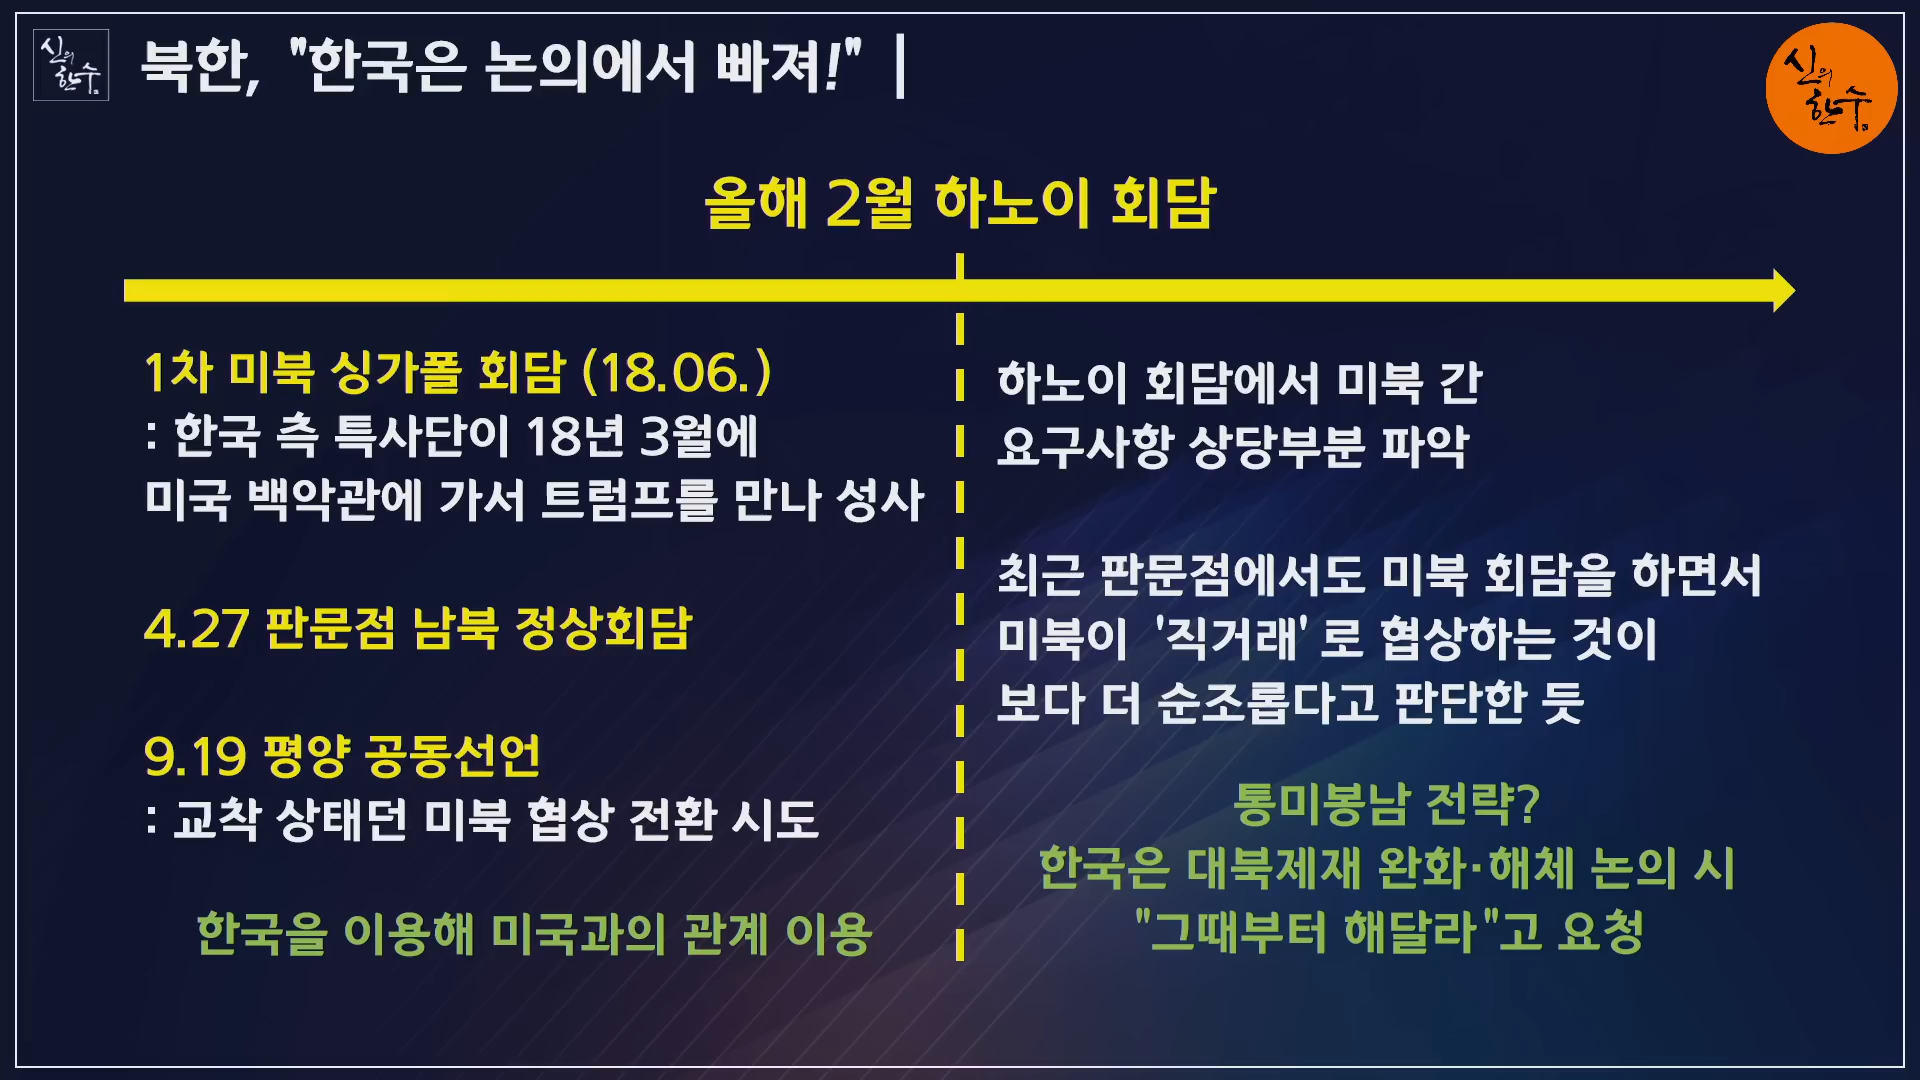 신의
한수
북한, "한국은 논의에서 빠져!" |
신의
한수
올해 2월 하노이 회담
1차 미북 싱가폴 회담 (18.06.)
: 한국 측 특사단이 18년 3월에
미국 백악관에 가서 트럼프를 만나 성사
4.27 판문점 남북 정상회담
9.19 평양 공동선언
: 교착 상태던 미북 협상 전환 시도
한국을 이용해 미국과의 관계 이용
하노이 회담에서 미북 간
요구사항 상당부분 파악
최근 판문점에서도 미북 회담을 하면서
미북이 '직거래' 로 협상하는 것이
보다 더 순조롭다고 판단한 듯
통미봉남 전략?
한국은 대북제재 완화·해체 논의 시
"그때부터 해달라"고 요청